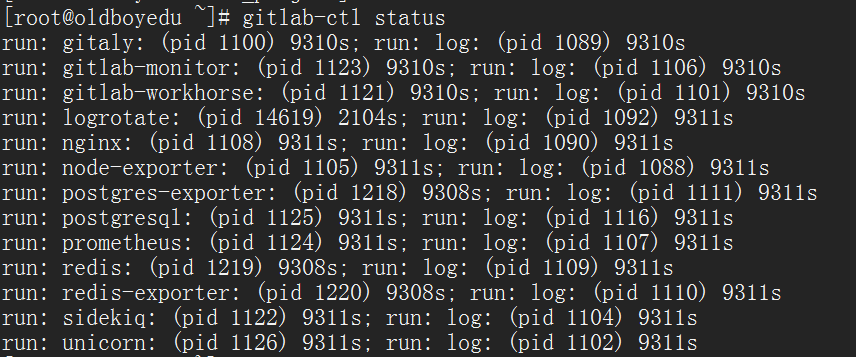 [root@oldboyedu ~]# gitlab-ctl status
run: gitaly: (pid 1100) 9310s; run: log: (pid 1089) 9310s
run: gitlab-monitor: (pid 1123) 9310s; run: log: (pid 1106) 9310s
run: gitlab-workhorse: (pid 1121) 9310s; run: log: (pid 1101) 9310s
run: logrotate: (pid 14619) 2104s; run: log: (pid 1092) 9311s
run: nginx: (pid 1108) 9311s; run: log: (pid 1090) 9311s
run: node-exporter: (pid 1105) 9311s; run: log: (pid 1088) 9311s
run: postgres-exporter: (pid 1218) 9308s; run: log: (pid 1111) 9311s
run: postgresql: (pid 1125) 9311s; run: log: (pid 1116) 9311s
run: prometheus: (pid 1124) 9311s; run: log: (pid 1107) 9311s
run: redis: (pid 1219) 9308s; run: log: (pid 1109) 9311s
run: redis-exporter: (pid 1220) 9308s; run: log: (pid 1110) 9311s
run: sidekiq: (pid 1122) 9311s; run: log: (pid 1104) 9311s
run: unicorn: (pid 1126) 9311s; run: log: (pid 1102) 9311s